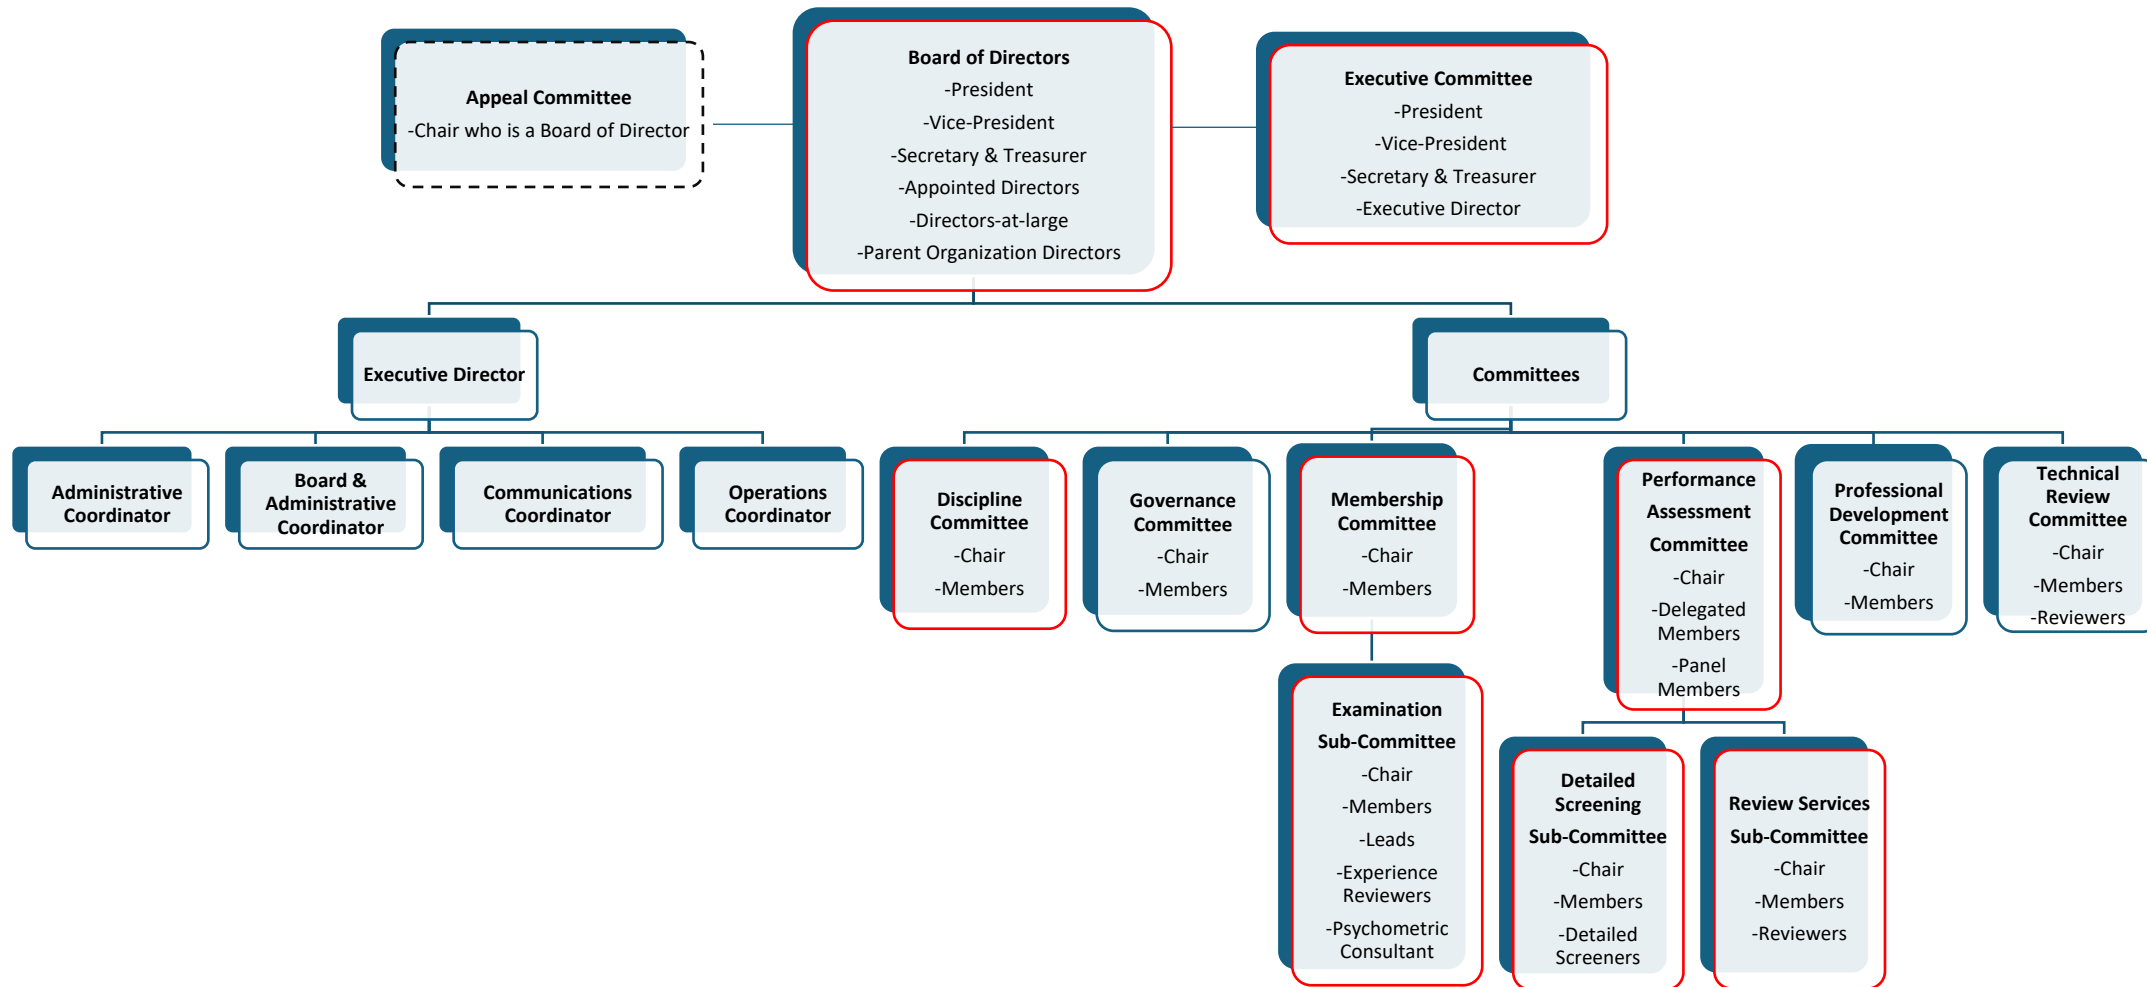 Appeal Committee
-Chair who is a Board of Director
Board of Directors
-President
-Vice-President
-Secretary & Treasurer
-Appointed Directors
-Directors-at-large
-Parent Organization Directors
Executive Committee
-President
-Vice-President
-Secretary & Treasurer
-Executive Director
Executive Director
Committees
Administrative
Coordinator
Board &
Administrative
Coordinator
Communications
Coordinator
Operations
Coordinator
Discipline
Committee
-Chair
-Members
Governance
Committee
-Chair
-Members
Membership
Committee
-Chair
-Members
Performance
Assessment
Committee
-Chair
-Delegated
Members
-Panel
Members
Professional
Development
Committee
-Chair
-Members
Technical
Review
Committee
-Chair
-Members
-Reviewers
Examination
Sub-Committee
-Chair
-Members
-Leads
-Experience
Reviewers
-Psychometric
Consultant
Detailed
Screening
Sub-Committee
-Chair
-Members
-Detailed
Screeners
Review Services
Sub-Committee
-Chair
-Members
-Reviewers